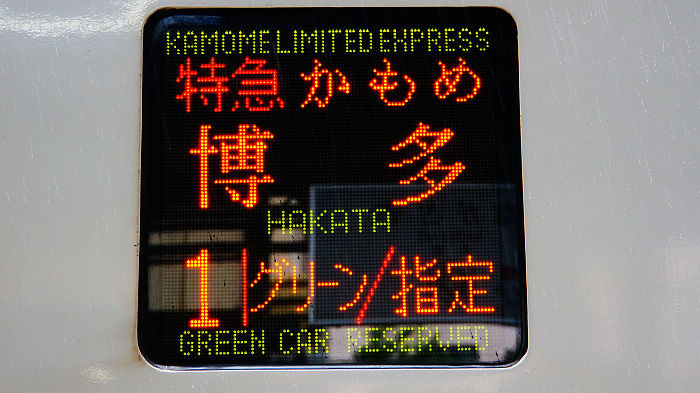 KAMOME LIMITED EXPRESS
特急 かもめ
博多
HAKATA
1 グリーン/指定
GREEN CAR RESERVED